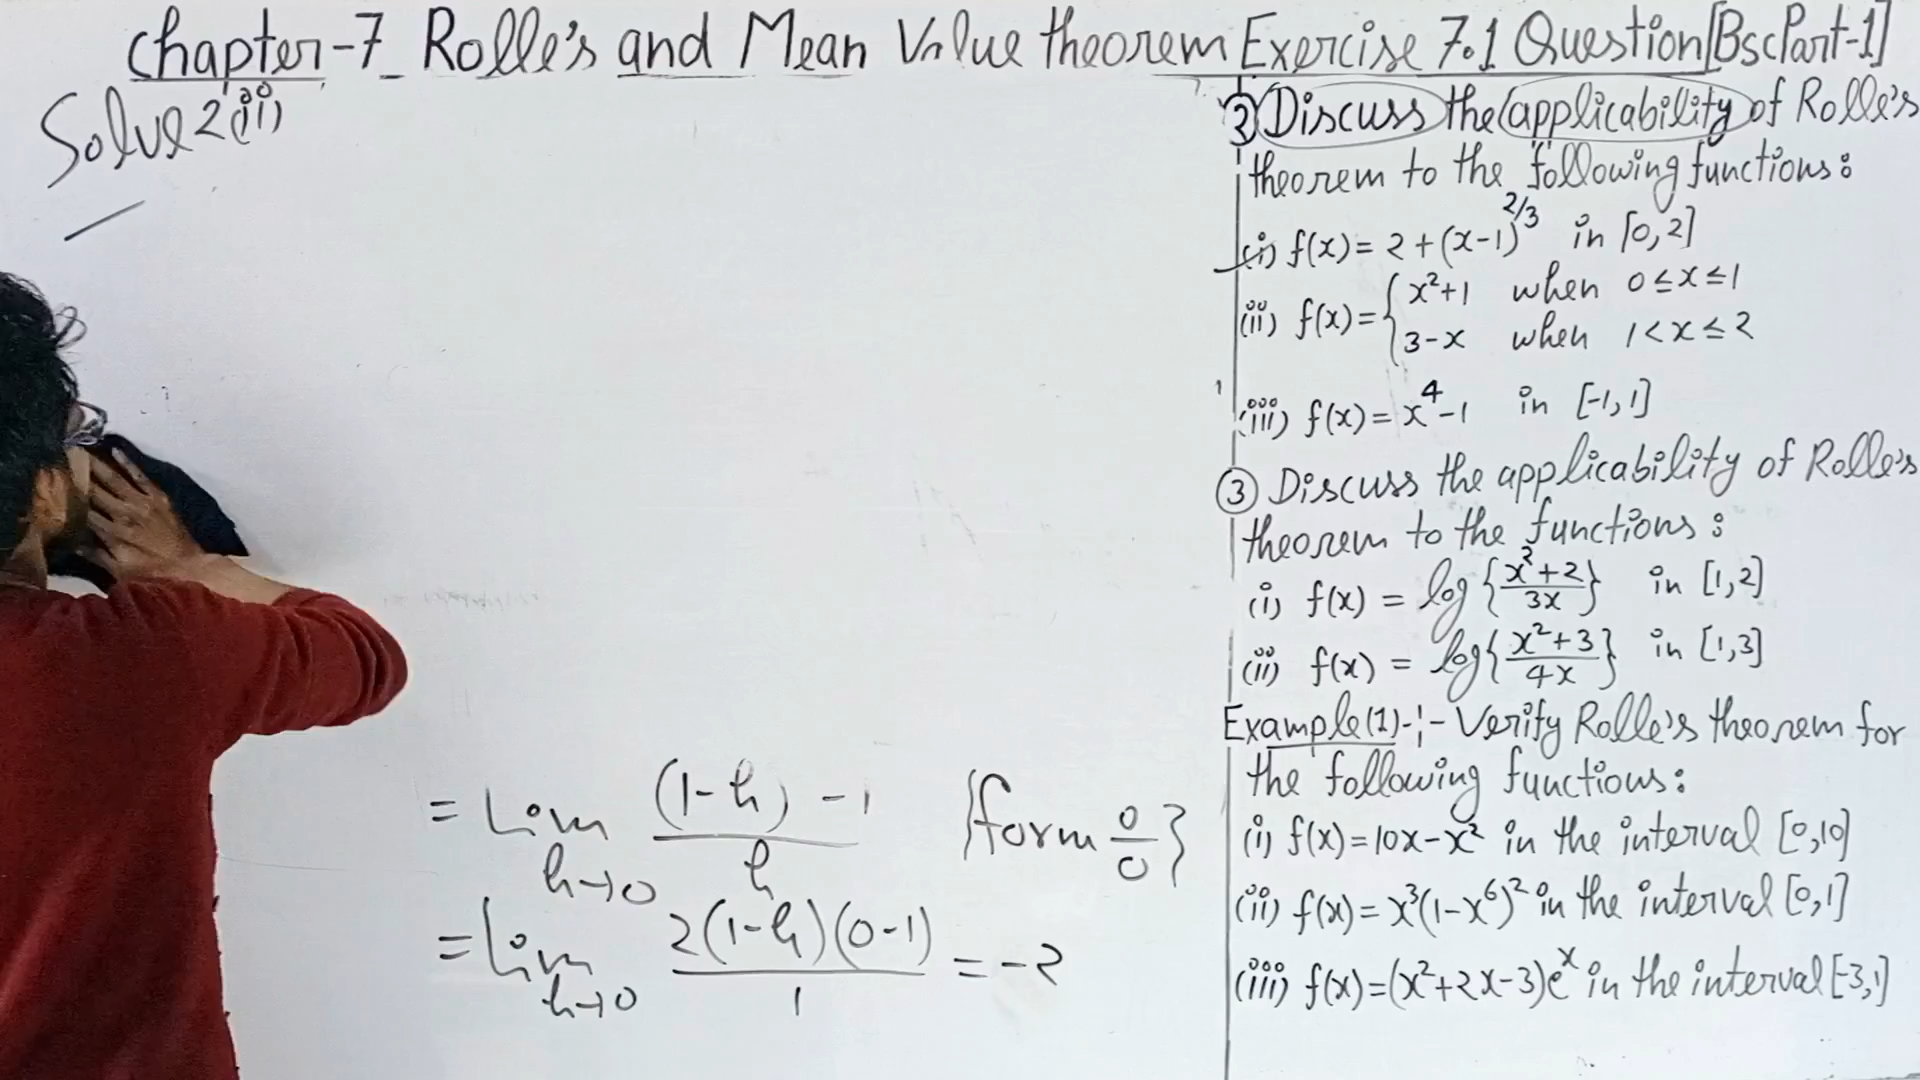 Chapter-7 Rolle's and Mean Value theorem Exercise 7.1 Question [BscPart-1]
Solve 2(ii)
= Lim h→0 (1-h) -1 / h {form 0/0}
= Lim h→0 2(1-h)(0-1) / 1 = -2
② Discuss the applicability of Rolle's
theorem to the following functions:
(i) f(x) = 2 + (x-1)^2/3 in [0,2]
(ii) f(x) = { x²+1 when 0≤x≤1
3-x when 1<x≤2
(iii) f(x) = x⁴-1 in [-1,1]
③ Discuss the applicability of Rolle's
theorem to the functions:
(i) f(x) = log{x²+2 / 3x} in [1,2]
(ii) f(x) = log{x²+3 / 4x} in [1,3]
Example(1)-:- Verify Rolle's theorem for
the following functions:
(i) f(x)=10x-x² in the interval [0,10]
(ii) f(x) = x³(1-x⁶)² in the interval [0,1]
(iii) f(x)=(x²+2x-3)eˣ in the interval [-3,1]